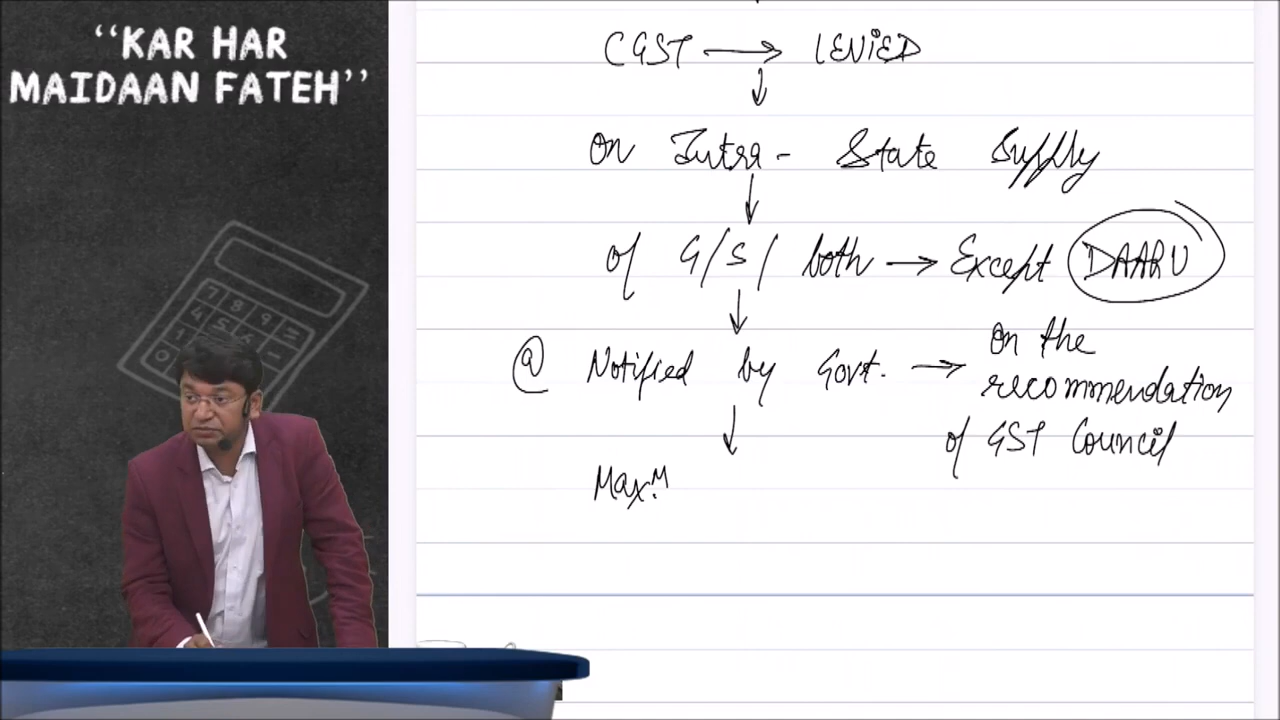 “KAR HAR
MAIDAAN FATEH”
CGST → LEVIED
↓
on Intra - State Supply
↓
of G/S/ both → Except DAARU
↓
@ Notified by Govt. → on the
recommendation
of GST Council
↓
Max.M